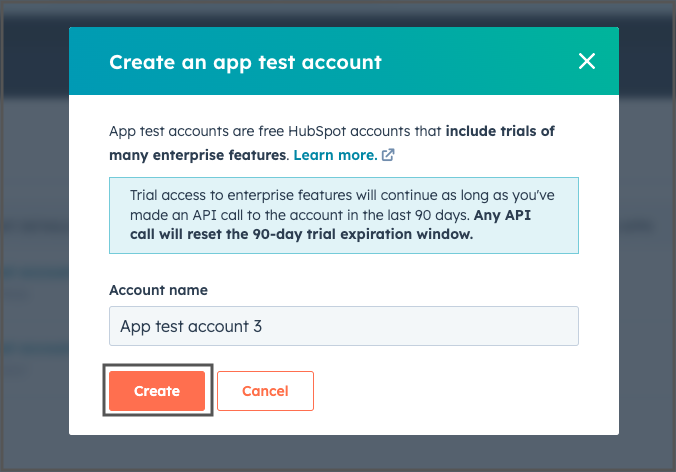 Create an app test account
App test accounts are free HubSpot accounts that include trials of
many enterprise features. Learn more.
Trial access to enterprise features will continue as long as you've
made an API call to the account in the last 90 days. Any API
call will reset the 90-day trial expiration window.
Account name
App test account 3
Create Cancel